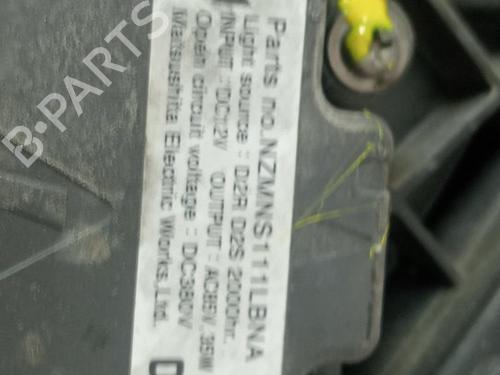 Parts no.NZMNS111LBNA
Light source : D2R D2S 2000hr.
INPUT : DC12V OUTPUT : AC85V, 35W
Open circuit voltage : DC380V
Matsushita Electric Works,Ltd.
D
B-PARTS